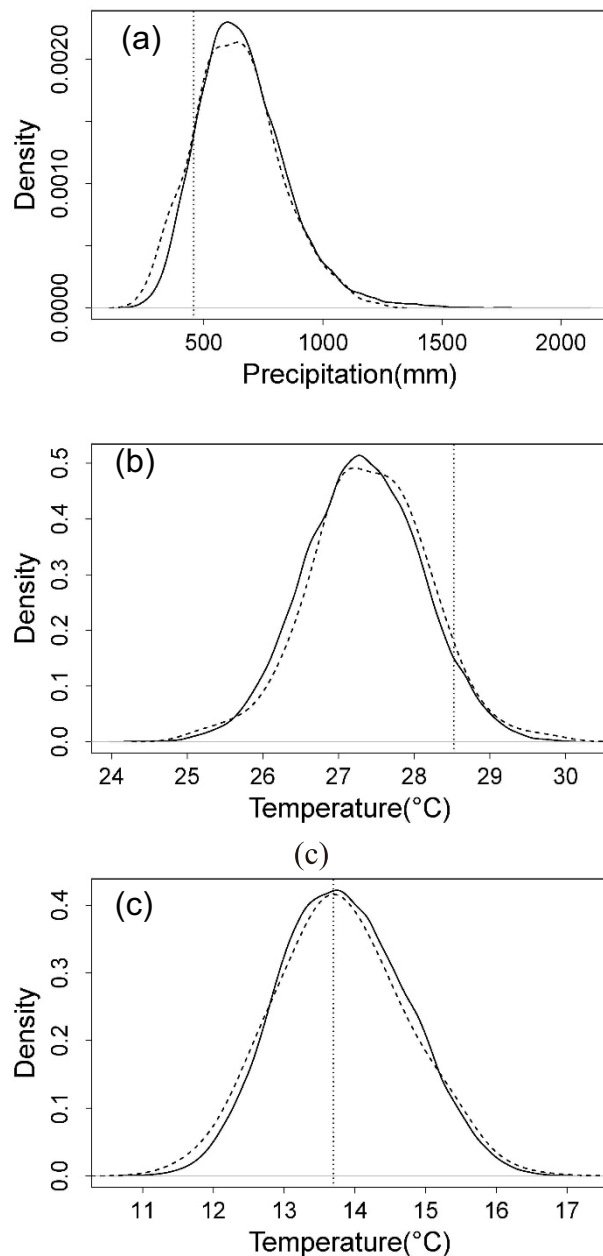 (a)
Density
0.0000 0.0010 0.0020
500 1000 1500 2000
Precipitation(mm)
(b)
Density
0.0 0.1 0.2 0.3 0.4 0.5
24 25 26 27 28 29 30
Temperature(°C)
(c)
(c)
Density
0.0 0.1 0.2 0.3 0.4
11 12 13 14 15 16 17
Temperature(°C)